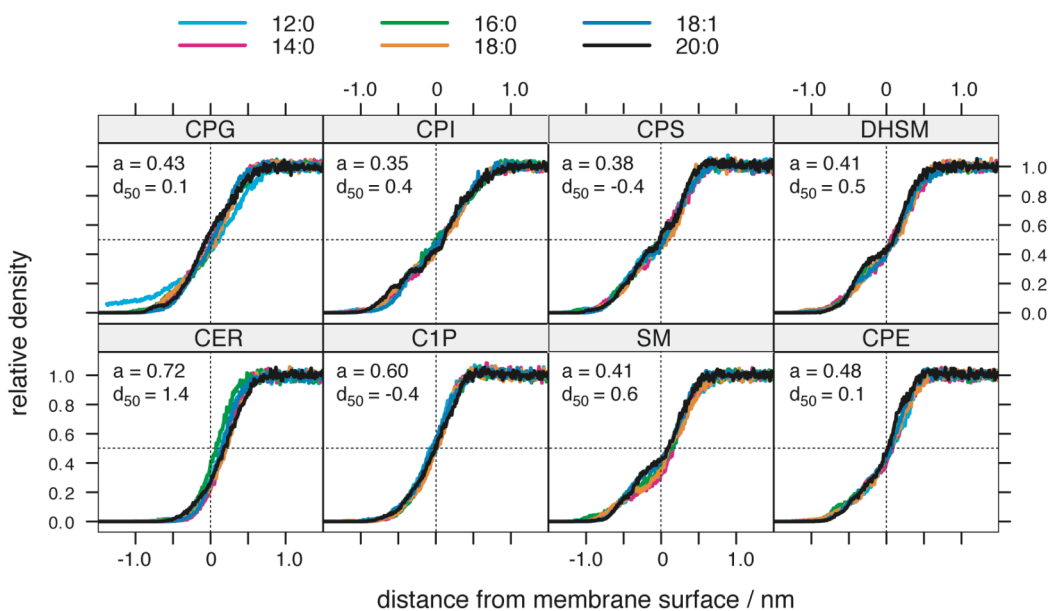 12:0 16:0 18:1
14:0 18:0 20:0
-1.0 0 1.0 -1.0 0 1.0
CPG CPI CPS DHSM
a = 0.43 a = 0.35 a = 0.38 a = 0.41
d50 = 0.1 d50 = 0.4 d50 = -0.4 d50 = 0.5
1.0
0.8
0.6
0.4
0.2
0.0
CER C1P SM CPE
a = 0.72 a = 0.60 a = 0.41 a = 0.48
d50 = 1.4 d50 = -0.4 d50 = 0.6 d50 = 0.1
1.0
0.8
0.6
0.4
0.2
0.0
relative density
-1.0 0 1.0 -1.0 0 1.0
distance from membrane surface / nm